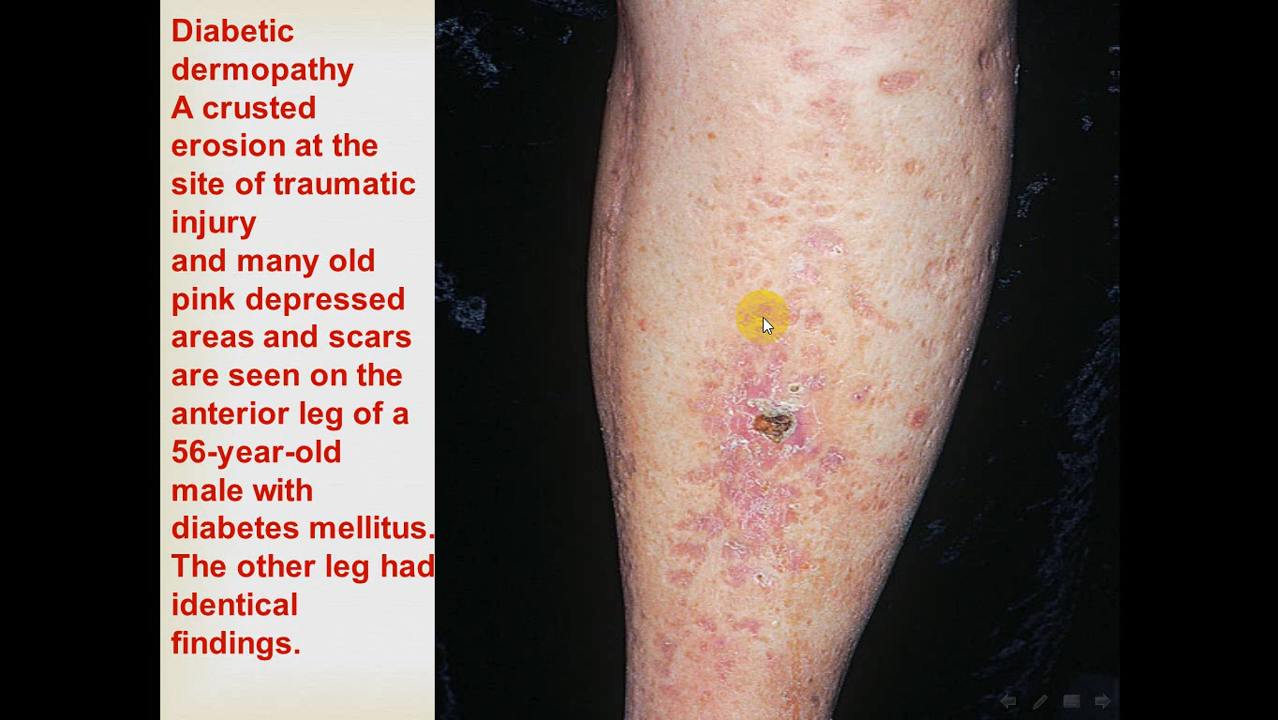 Diabetic
dermopathy
A crusted
erosion at the
site of traumatic
injury
and many old
pink depressed
areas and scars
are seen on the
anterior leg of a
56-year-old
male with
diabetes mellitus.
The other leg had
identical
findings.